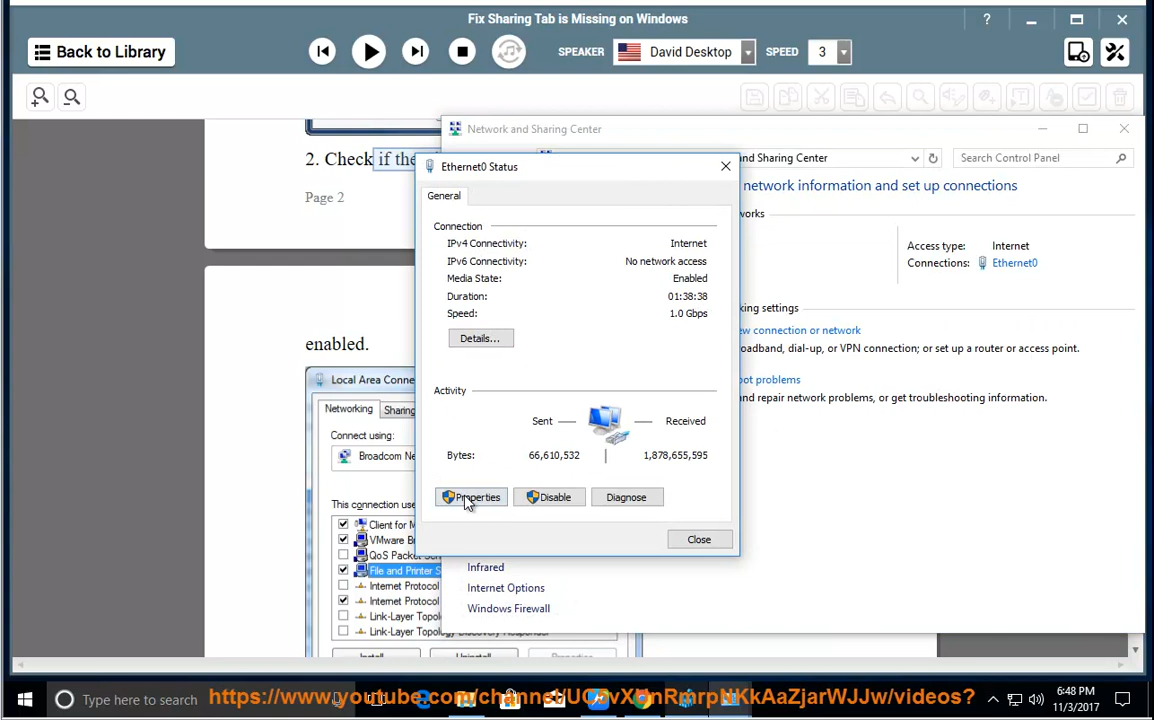 Fix Sharing Tab is Missing on Windows
?
Back to Library
SPEAKER
David Desktop
SPEED
3
Network and Sharing Center
2. Check if the
and Sharing Center
Search Control Panel
Ethernet0 Status
Page 2
General
network information and set up connections
works
Connection
IPv4 Connectivity: Internet
IPv6 Connectivity: No network access
Media State: Enabled
Duration: 01:38:38
Speed: 1.0 Gbps
Details...
Access type: Internet
Connections: Ethernet0
king settings
ew connection or network
oadband, dial-up, or VPN connection; or set up a router or access point.
oot problems
and repair network problems, or get troubleshooting information.
enabled.
Activity
Sent
Received
Bytes: 66,610,532 1,878,655,595
Properties
Disable
Diagnose
Close
Local Area Conne
Networking
Sharing
Connect using:
Broadcom Ne
This connection use
Client for M
VMware B
QoS Packet
File and Printer S
Internet Protocol
Internet Protocol
Link-Layer Topol
Link-Layer Topology Discovery Responder
Install...
Uninstall
Properties
Infrared
Internet Options
Windows Firewall
Type here to search
6:48 PM
11/3/2017